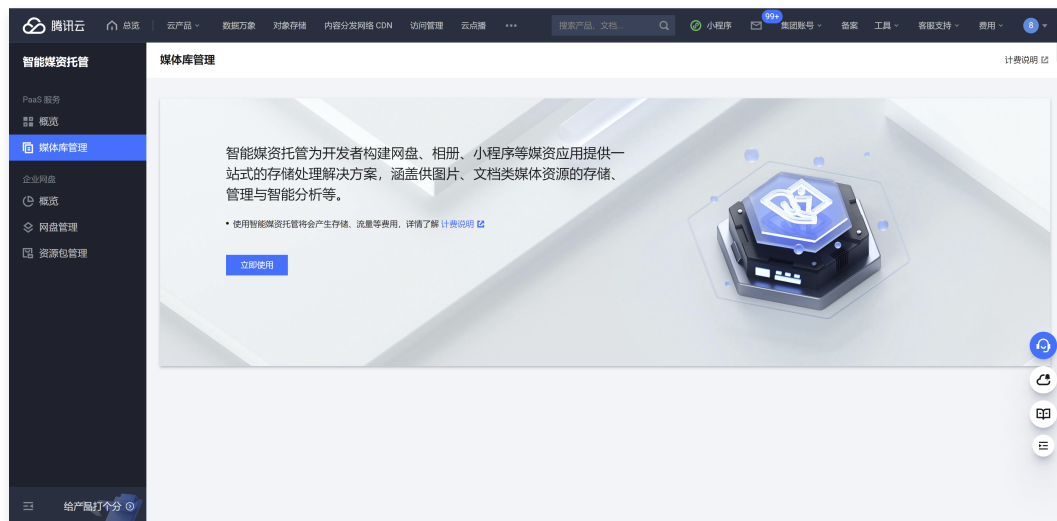 腾讯云 总览 云产品 数据万象 对象存储 内容分发网络 CDN 访问管理 云点播 ••• 搜索产品、文档... 小程序 99+ 集团账号 备案 工具 客服支持 费用 8
智能媒资托管
媒体库管理
计费说明
PaaS 服务
概览
媒体库管理
企业网盘
概览
网盘管理
资源包管理
智能媒资托管为开发者构建网盘、相册、小程序等媒资应用提供一
站式的存储处理解决方案，涵盖供图片、文档类媒体资源的存储、
管理与智能分析等。
• 使用智能媒资托管将会产生存储、流量等费用，详情了解 计费说明
立即使用
给产品打个分